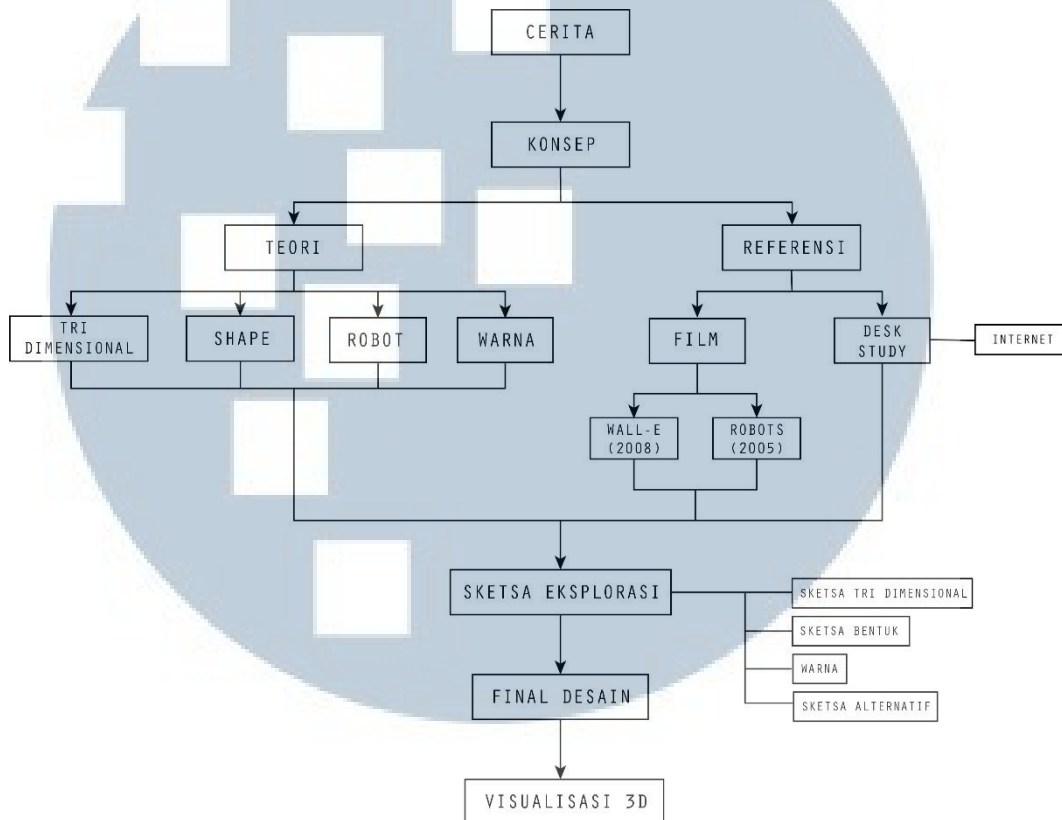 CERITA
KONSEP
TEORI
REFERENSI
TRI
DIMENSIONAL
SHAPE
ROBOT
WARNA
FILM
DESK
STUDY
INTERNET
WALL-E
(2008)
ROBOTS
(2005)
SKETSA EKSPLORASI
SKETSA TRI DIMENSIONAL
SKETSA BENTUK
WARNA
SKETSA ALTERNATIF
FINAL DESAIN
VISUALISASI 3D